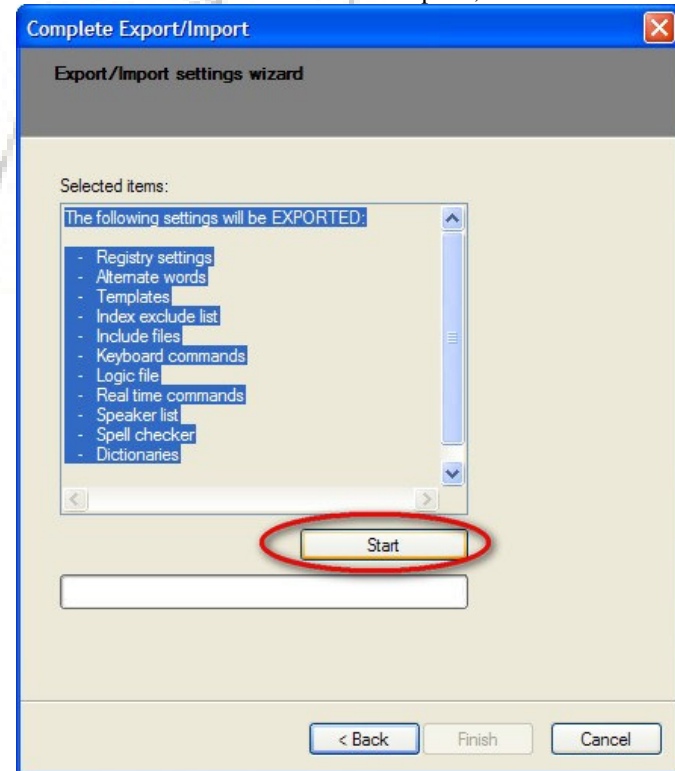 Complete Export/Import
Export/Import settings wizard
Selected items:
The following settings will be EXPORTED:
- Registry settings
- Alternate words
- Templates
- Index exclude list
- Include files
- Keyboard commands
- Logic file
- Real time commands
- Speaker list
- Spell checker
- Dictionaries
Start
< Back Finish Cancel